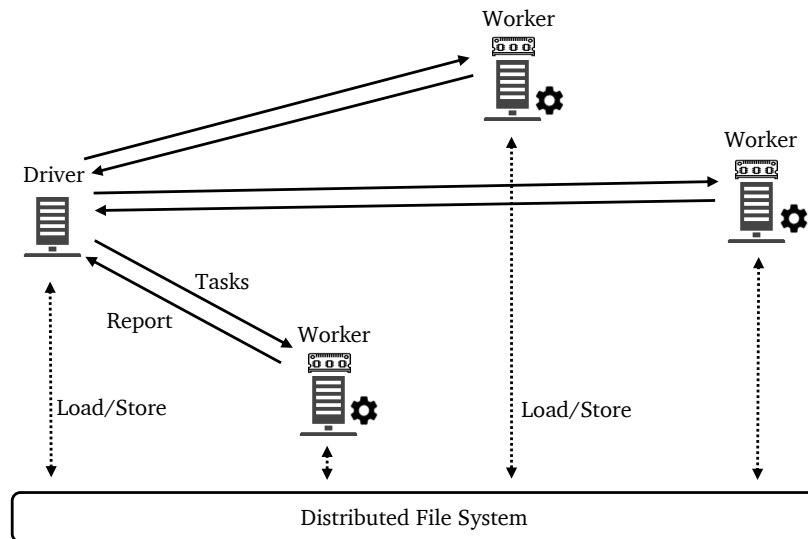 Worker
Worker
Driver
Tasks
Report
Worker
Load/Store
Load/Store
Distributed File System